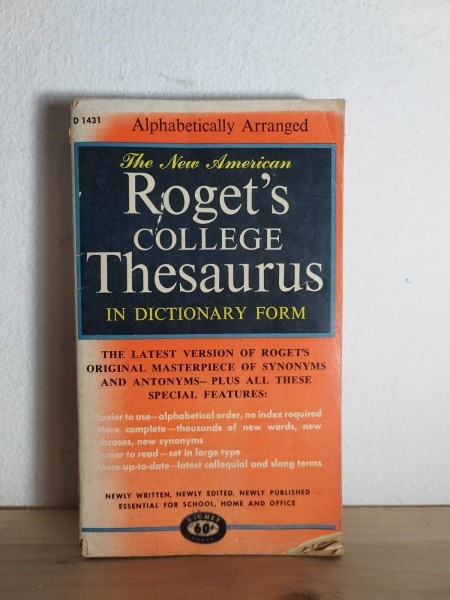 D 1431
Alphabetically Arranged
The New American
Roget's
COLLEGE
Thesaurus
IN DICTIONARY FORM
THE LATEST VERSION OF ROGET'S
ORIGINAL MASTERPIECE OF SYNONYMS
AND ANTONYMS—PLUS ALL THESE
SPECIAL FEATURES:
Easier to use—alphabetical order, no index required
More complete—thousands of new words, new
phrases, new synonyms
Easier to read—set in large type
More up-to-date—latest colloquial and slang terms
NEWLY WRITTEN, NEWLY EDITED, NEWLY PUBLISHED
ESSENTIAL FOR SCHOOL, HOME AND OFFICE
SIGNET
60¢